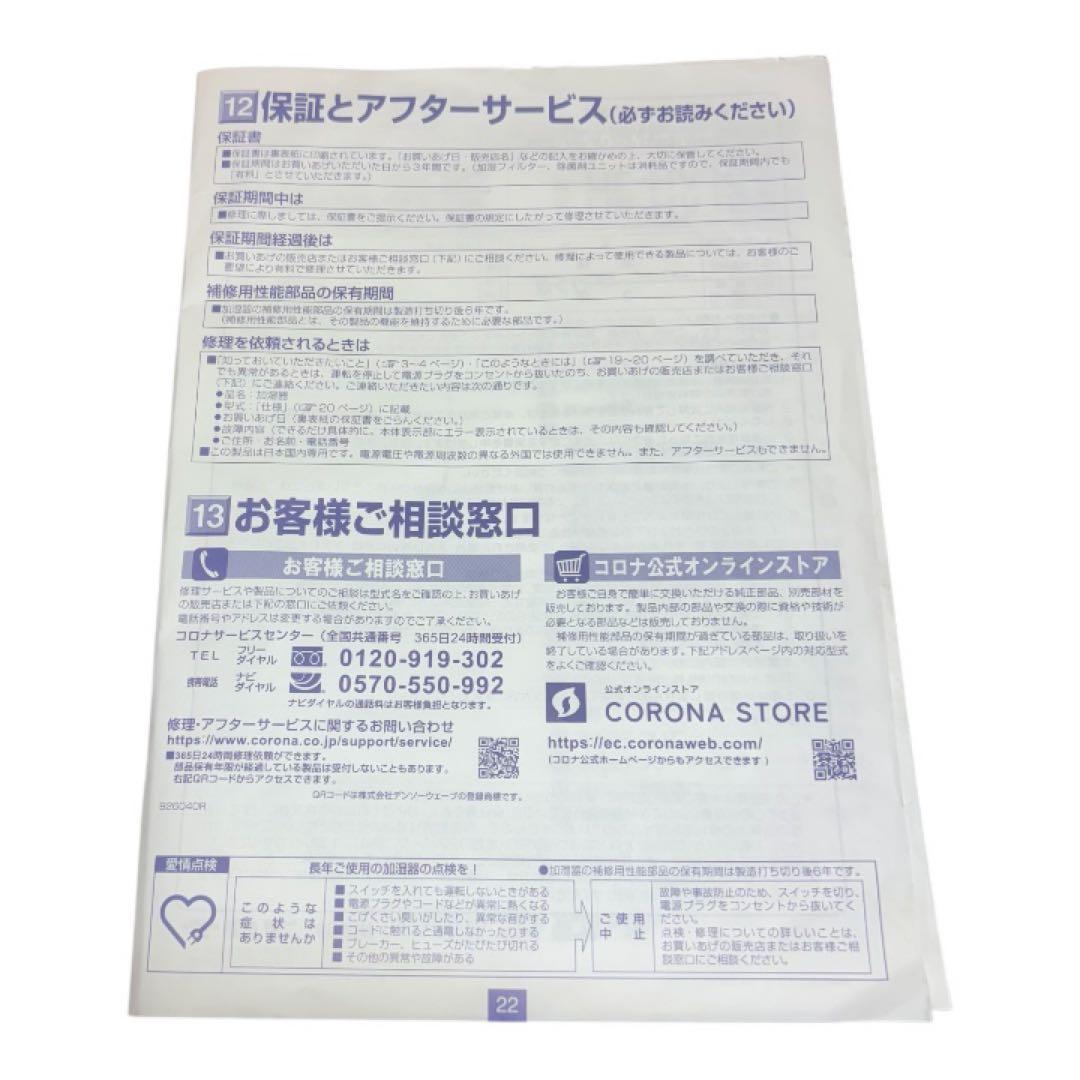 12 保証とアフターサービス(必ずお読みください)
保証書
■保証書は裏表紙に印刷されています。「お買いあげ日・販売店名」などの記入をお確かめの上、大切に保管してください。
■保証期間はお買いあげいただいた日から3年間です。(加湿フィルター、除菌剤ユニットは消耗品ですので、保証期間内でも
「有料」とさせていただきます。)
保証期間中は
■修理に際しましては、保証書をご提示ください。保証書の規定にしたがって修理させていただきます。
保証期間経過後は
■お買いあげの販売店またはお客様ご相談窓口(下記)にご相談ください。修理によって使用できる製品については、お客様のご
要望により有料で修理させていただきます。
補修用性能部品の保有期間
■加湿器の補修用性能部品の保有期間は製造打ち切り後6年です。
(補修用性能部品とは、その製品の機能を維持するために必要な部品です。)
修理を依頼されるときは
■「知っておいていただきたいこと」(☞3~4ページ)・「このようなときには」(☞19~20ページ)を調べていただき、それ
でも異常があるときは、運転を停止して電源プラグをコンセントから抜いたのち、お買いあげの販売店またはお客様ご相談窓口
(下記)にご連絡ください。ご連絡いただきたい内容は次の通りです。
●品名:加湿器
●型式:「仕様」(☞20ページ)に記載
●お買いあげ日(裏表紙の保証書をごらんください。)
●故障内容(できるだけ具体的に、本体表示部にエラー表示されているときは、その内容も確認してください。)
●ご住所・お名前・電話番号
■この製品は日本国内専用です。電源電圧や電源周波数の異なる外国では使用できません。また、アフターサービスもできません。
13 お客様ご相談窓口
お客様ご相談窓口
修理サービスや製品についてのご相談は型式名をご確認の上、お買いあげ
の販売店または下記の窓口にご依頼ください。
電話番号やアドレスは変更する場合がありますのでご了承ください。
コロナサービスセンター(全国共通番号 365日24時間受付)
TEL フリーダイヤル 0120-919-302
携帯電話 ナビダイヤル 0570-550-992
ナビダイヤルの通話料はお客様負担となります。
修理・アフターサービスに関するお問い合わせ
https://www.corona.co.jp/support/service/
■365日24時間修理依頼ができます。
部品保有年限が経過している製品は受付しないこともあります。
右記QRコードからアクセスできます。
QRコードは株式会社デンソーウェーブの登録商標です。
926040R
コロナ公式オンラインストア
お客様ご自身で簡単に交換いただける純正部品、別売部材を
販売しております。製品内部の部品や交換の際に資格や技術が
必要となる部品などは販売しておりません。
補修用性能部品の保有期間が過ぎている部品は、取り扱いを
終了している場合があります。下記アドレスページ内の対応型式
をよくご確認ください。
公式オンラインストア
CORONA STORE
https://ec.coronaweb.com/
(コロナ公式ホームページからもアクセスできます)
愛情点検
長年ご使用の加湿器の点検を! ●加湿器の補修用性能部品の保有期間は製造打ち切り後6年です。
このような
症状は
ありませんか
■スイッチを入れても運転しないときがある
■電源プラグやコードなどが異常に熱くなる
■こげくさい臭いがしたり、異常な音がする
■コードに触れると通電しなかったりする
■ブレーカー、ヒューズがたびたび切れる
■その他の異常や故障がある
ご使用
中止
故障や事故防止のため、スイッチを切り、
電源プラグをコンセントから抜いてく
ださい。
点検・修理についての詳しいことは、
お買いあげの販売店またはお客様ご相
談窓口にご相談ください。
22